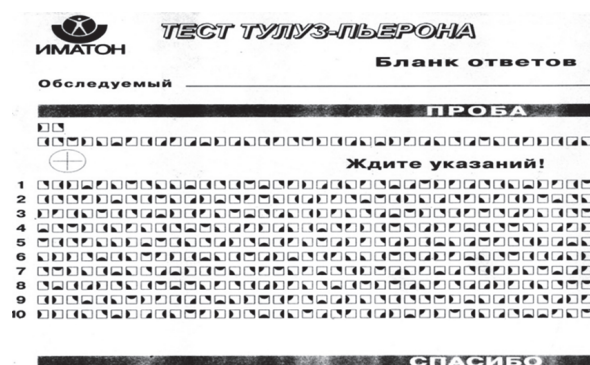 ИМАТОН
ТЕСТ ТУЛУЗ-ПЬЕРОНА
Бланк ответов
Обследуемый
ПРОБА
Ждите указаний!
1
2
3
4
5
6
7
8
9
10
СПАСИБО